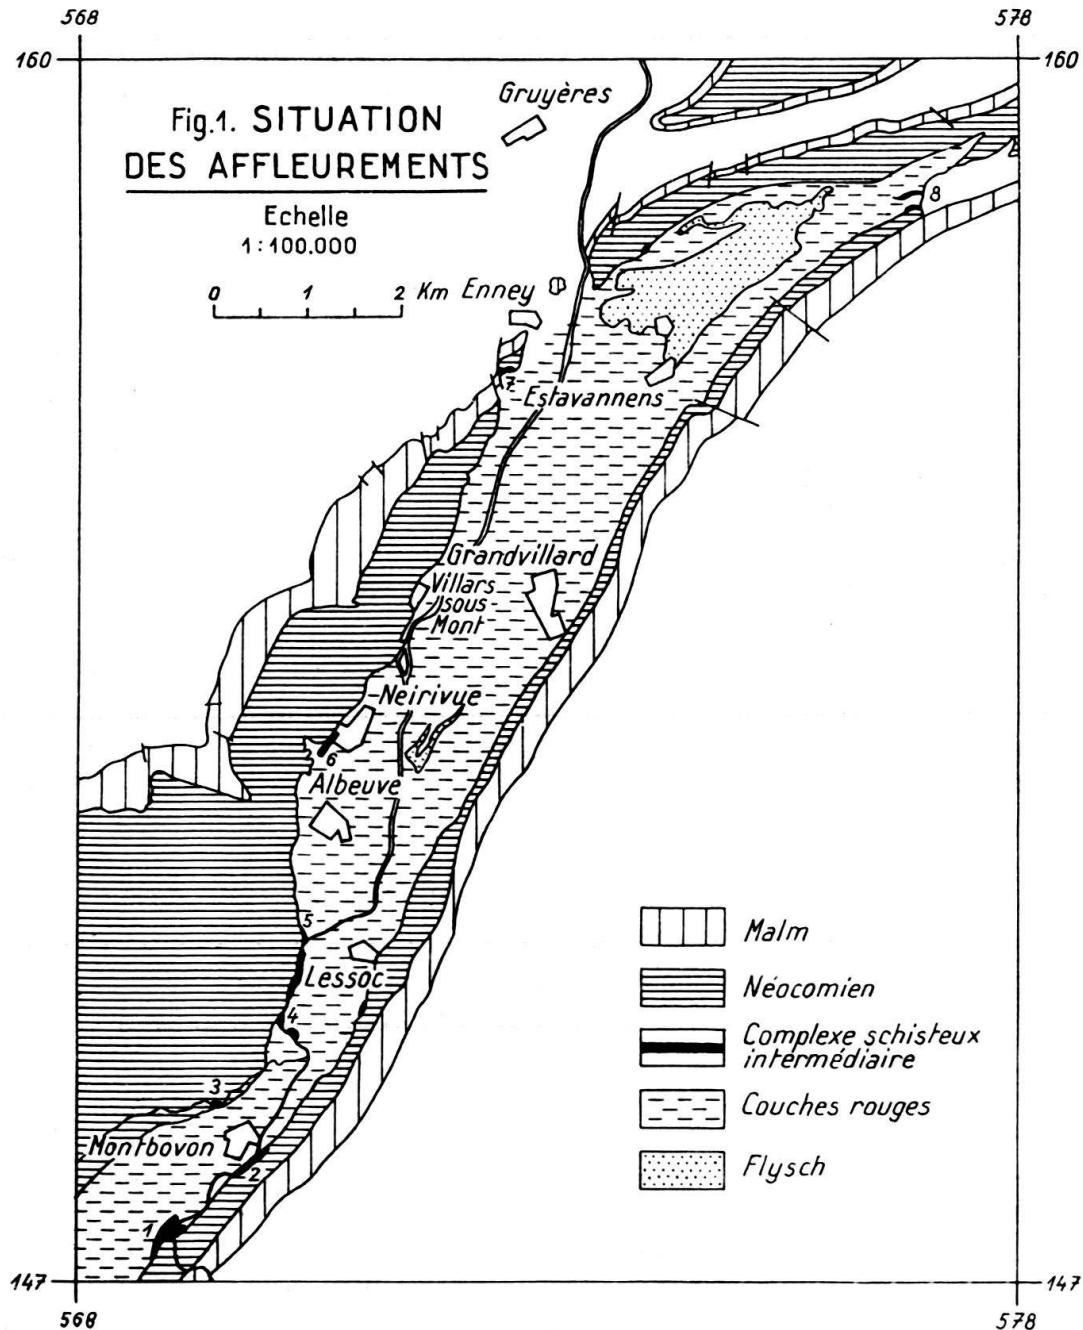 568
578
160
160
Fig.1. SITUATION
DES AFFLEUREMENTS
Echelle
1:100.000
0 1 2 Km
Gruyères
Enney
8
7
Estavannens
Grandvillard
Villars
sous
Mont
Neirivue
6
Albeuve
5
Lessoc
4
3
Montbovon
2
1
Malm
Néocomien
Complexe schisteux
intermédiaire
Couches rouges
Flysch
147
147
568
578